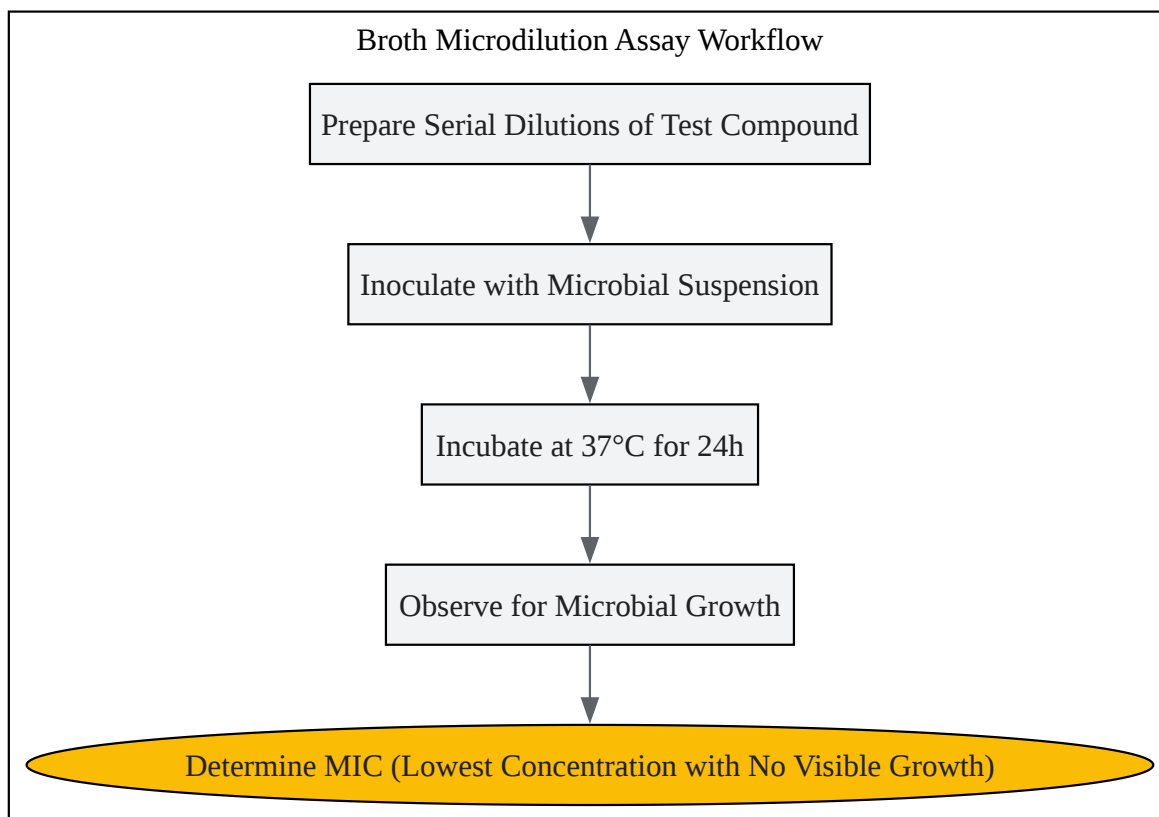 Broth Microdilution Assay Workflow
Prepare Serial Dilutions of Test Compound
Inoculate with Microbial Suspension
Incubate at 37°C for 24h
Observe for Microbial Growth
Determine MIC (Lowest Concentration with No Visible Growth)